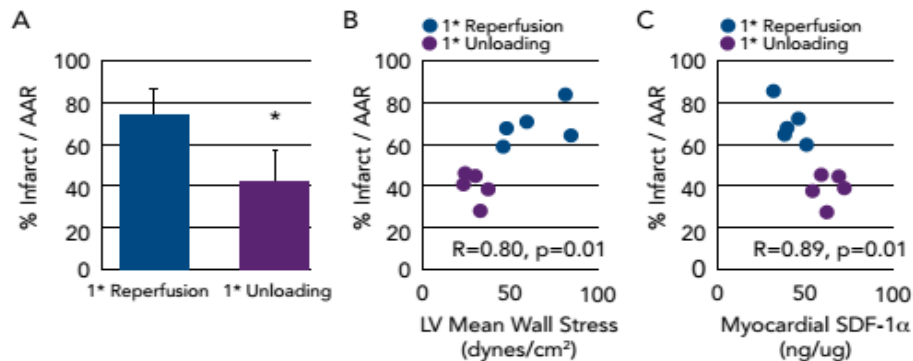 A
% Infarct / AAR
100
80
60
40
20
0
*
1* Reperfusion
1* Unloading
B
1* Reperfusion
1* Unloading
% Infarct / AAR
100
80
60
40
20
0
R=0.80, p=0.01
0
50
100
LV Mean Wall Stress
(dynes/cm²)
C
1* Reperfusion
1* Unloading
% Infarct / AAR
100
80
60
40
20
0
R=0.89, p=0.01
0
50
100
Myocardial SDF-1α
(ng/ug)